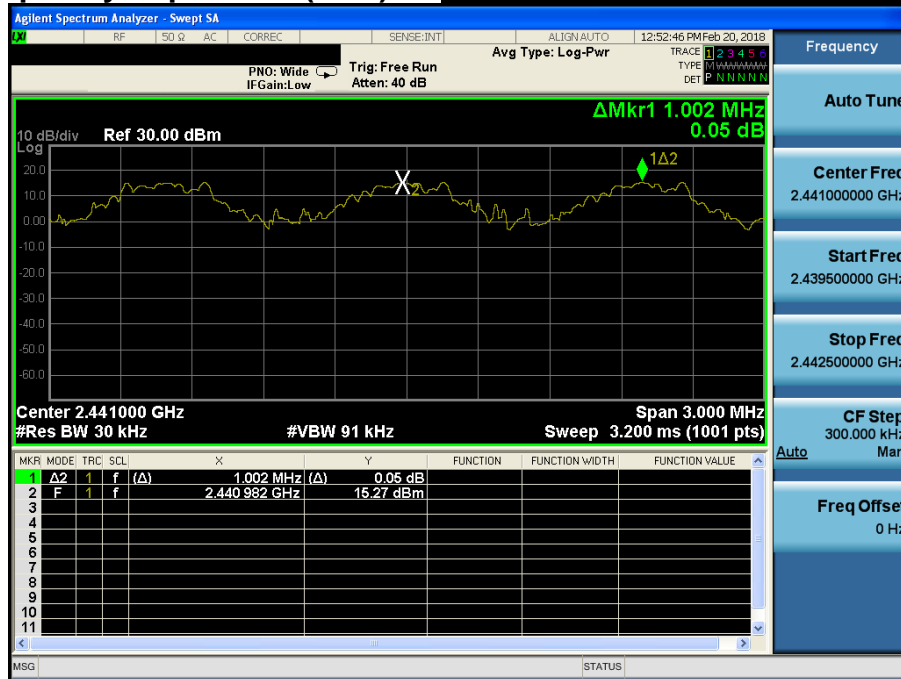 Agilent Spectrum Analyzer - Swept SA
LXI RF 50 Ω AC CORREC SENSE:INT ALIGN AUTO 12:52:46 PM Feb 20, 2018
Avg Type: Log-Pwr TRACE 1 2 3 4 5 6
PNO: Wide Trig: Free Run TYPE M WWWWW
IFGain:Low Atten: 40 dB DET P N N N N N
ΔMkr1 1.002 MHz
0.05 dB
10 dB/div Ref 30.00 dBm
Log
1Δ2
20.0
X2
10.0
0.00
-10.0
-20.0
-30.0
-40.0
-50.0
-60.0
Center 2.441000 GHz Span 3.000 MHz
#Res BW 30 kHz #VBW 91 kHz Sweep 3.200 ms (1001 pts)
MKR MODE TRC SCL X Y FUNCTION FUNCTION WIDTH FUNCTION VALUE
1 Δ2 1 f (Δ) 1.002 MHz (Δ) 0.05 dB
2 F 1 f 2.440 982 GHz 15.27 dBm
3
4
5
6
7
8
9
10
11
MSG STATUS
Frequency
Auto Tune
Center Freq
2.441000000 GHz
Start Freq
2.439500000 GHz
Stop Freq
2.442500000 GHz
CF Step
300.000 kHz
Auto Man
Freq Offset
0 Hz